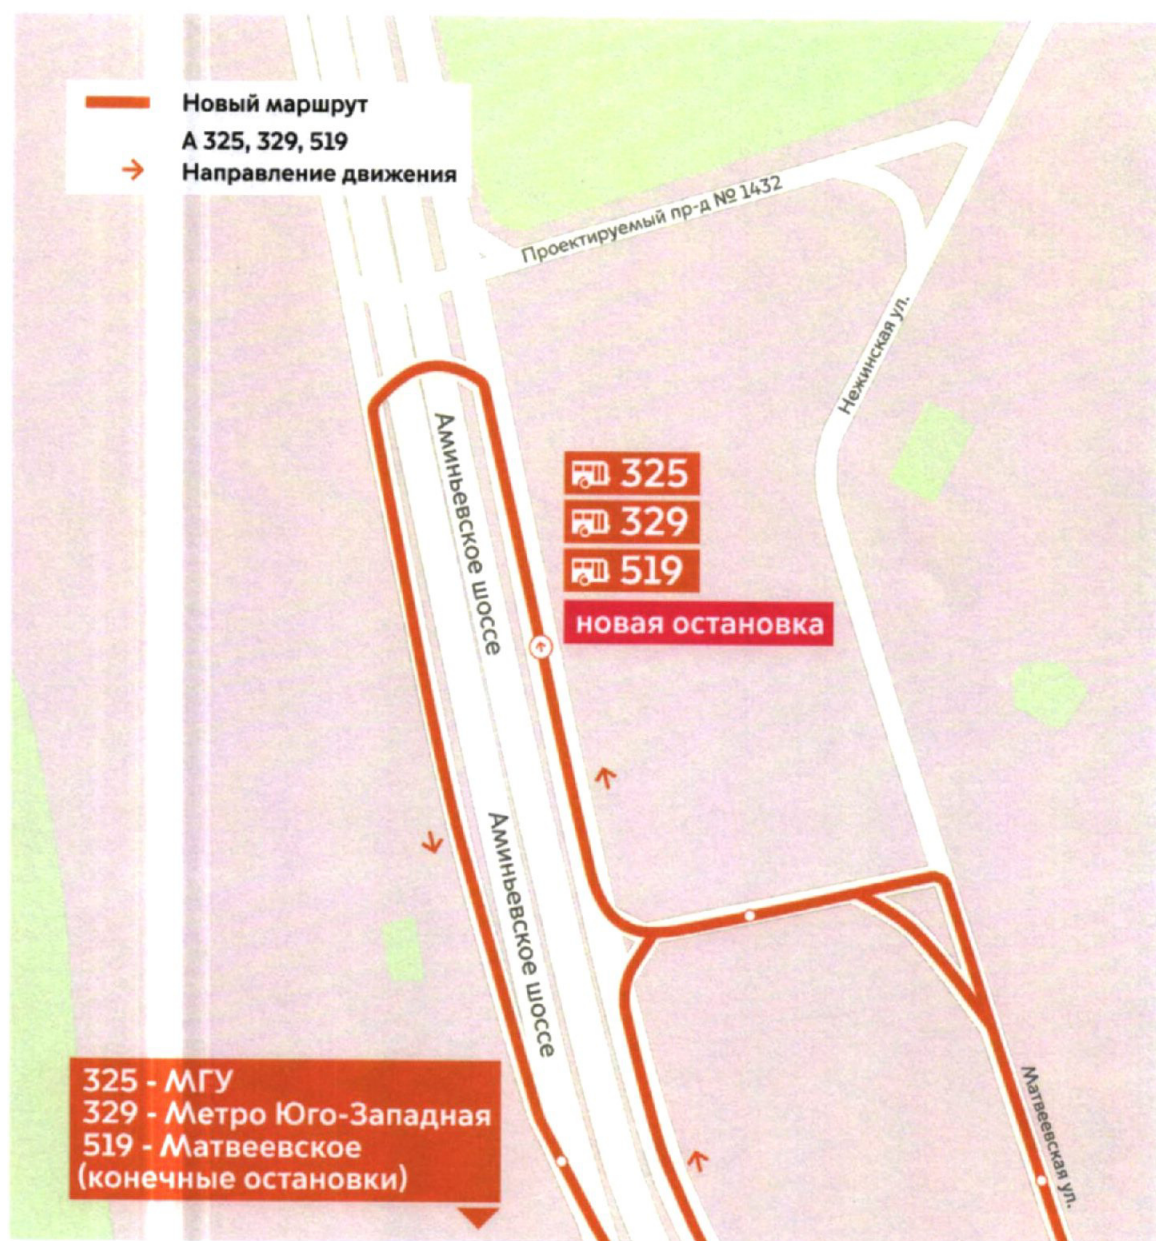 Новый маршрут
А 325, 329, 519
Направление движения
Проектируемый пр-д № 1432
Нежинская ул.
Аминьевское шоссе
325
329
519
новая остановка
Аминьевское шоссе
325 - МГУ
329 - Метро Юго-Западная
519 - Матвеевское
(конечные остановки)
Матвеевская ул.